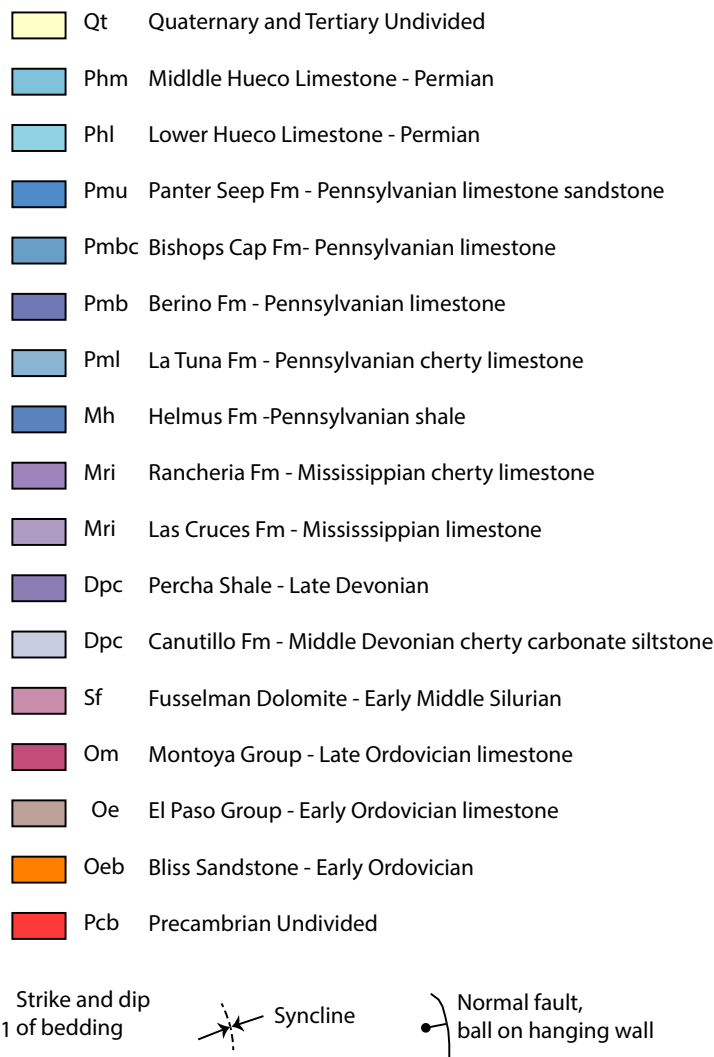 Qt Quaternary and Tertiary Undivided
Phm Midldle Hueco Limestone - Permian
Phl Lower Hueco Limestone - Permian
Pmu Panter Seep Fm - Pennsylvanian limestone sandstone
Pmbc Bishops Cap Fm- Pennsylvanian limestone
Pmb Berino Fm - Pennsylvanian limestone
Pml La Tuna Fm - Pennsylvanian cherty limestone
Mh Helmus Fm -Pennsylvanian shale
Mri Rancheria Fm - Mississippian cherty limestone
Mri Las Cruces Fm - Mississsippian limestone
Dpc Percha Shale - Late Devonian
Dpc Canutillo Fm - Middle Devonian cherty carbonate siltstone
Sf Fusselman Dolomite - Early Middle Silurian
Om Montoya Group - Late Ordovician limestone
Oe El Paso Group - Early Ordovician limestone
Oeb Bliss Sandstone - Early Ordovician
Pcb Precambrian Undivided
Strike and dip
1 of bedding
Syncline
Normal fault,
ball on hanging wall